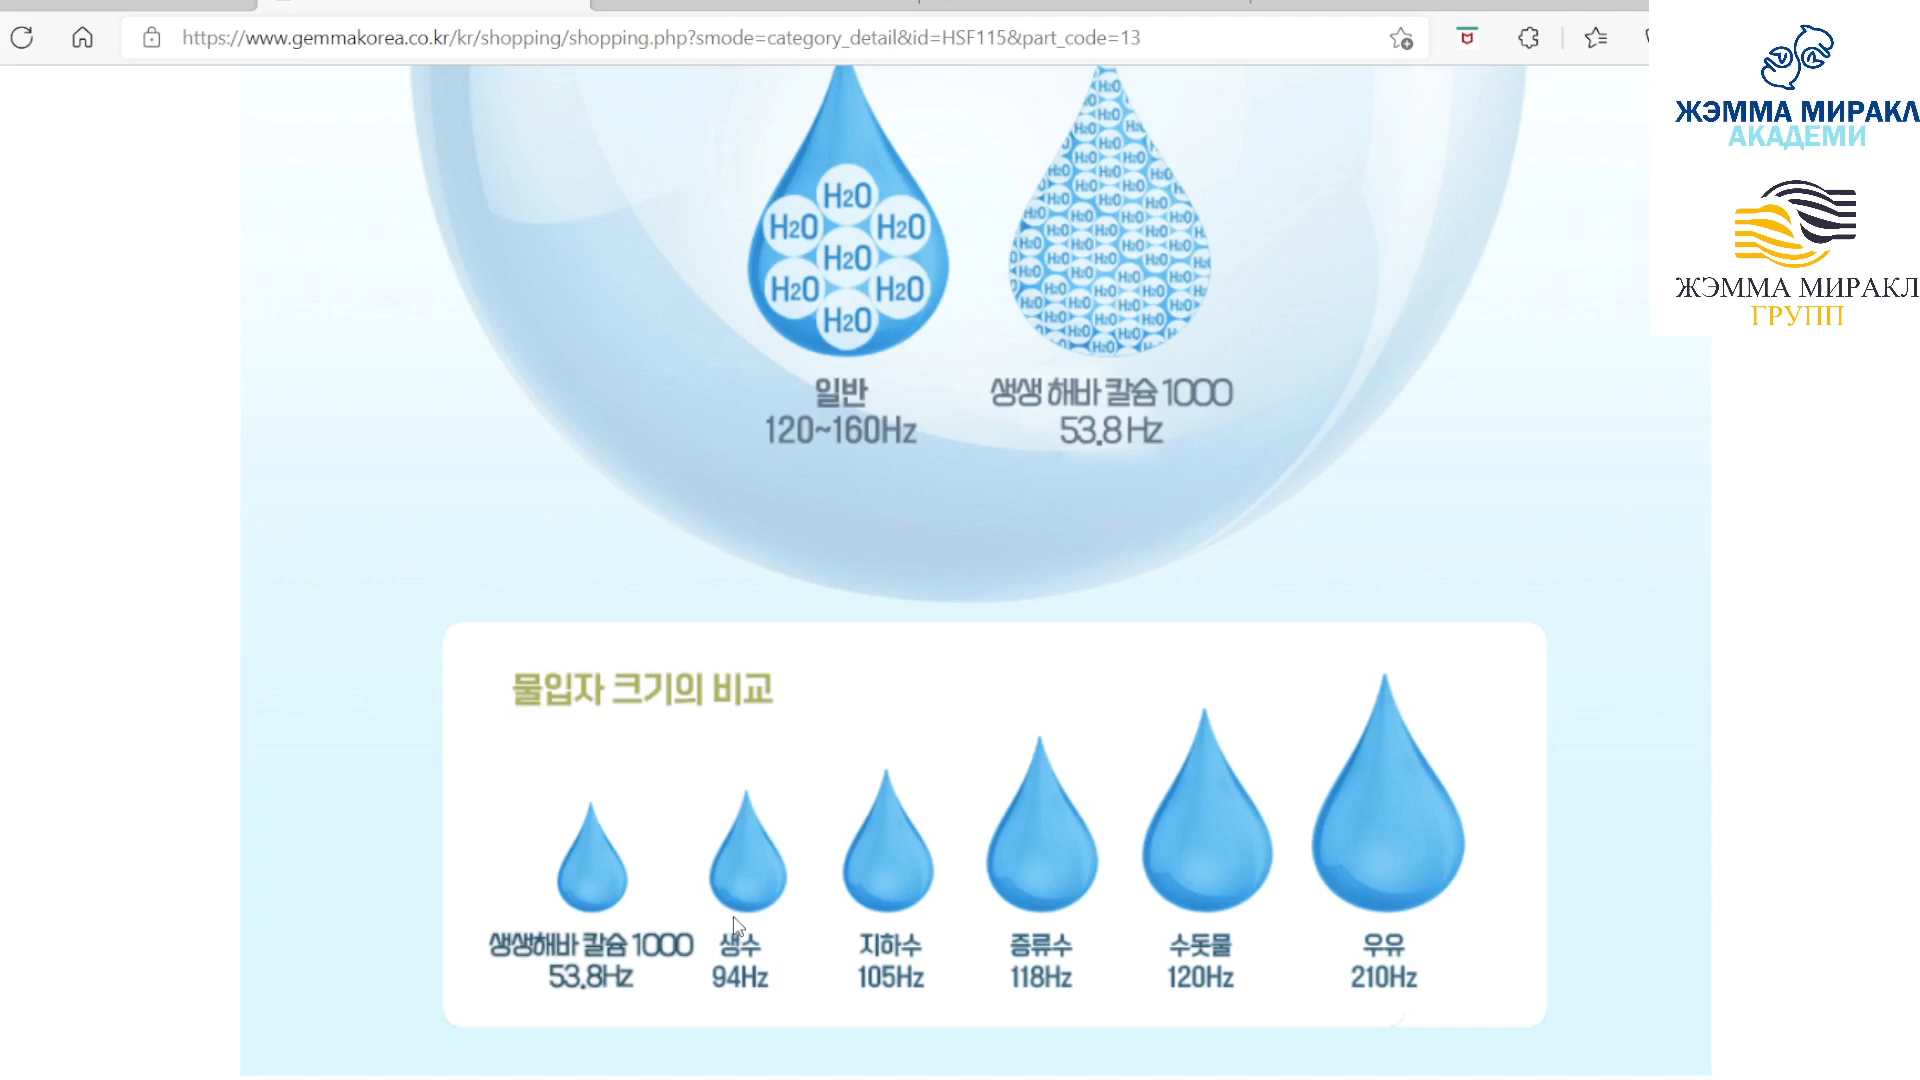 https://www.gemmakorea.co.kr/kr/shopping/shopping.php?smode=category_detail&id=HSF115&part_code=13
ЖЭММА МИРАКЛ
АКАДЕМИ
ЖЭММА МИРАКЛ
ГРУПП
H2O
H2O H2O
H2O
H2O H2O
H2O
일반
120~160Hz
생생 해바 칼슘 1000
53.8 Hz
물입자 크기의 비교
생생해바 칼슘 1000
53.8Hz
생수
94Hz
지하수
105Hz
증류수
118Hz
수돗물
120Hz
우유
210Hz